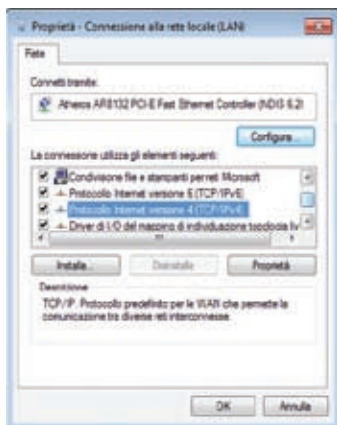 Proprietà - Connessione alla rete locale (LAN)
Rete
Connetti tramite:
Atheros AR8132 PCI-E Fast Ethernet Controller (NDIS 6.2)
Configura...
La connessione utilizza gli elementi seguenti:
Condivisione file e stampanti per reti Microsoft
Protocollo Internet versione 6 (TCP/IPv6)
Protocollo Internet versione 4 (TCP/IPv4)
Driver di I/O del mapping di individuazione topologia liv
Installa...
Disinstalla
Proprietà
Descrizione
TCP/IP. Protocollo predefinito per le WAN che permette la
comunicazione tra diverse reti interconnesse.
OK
Annulla